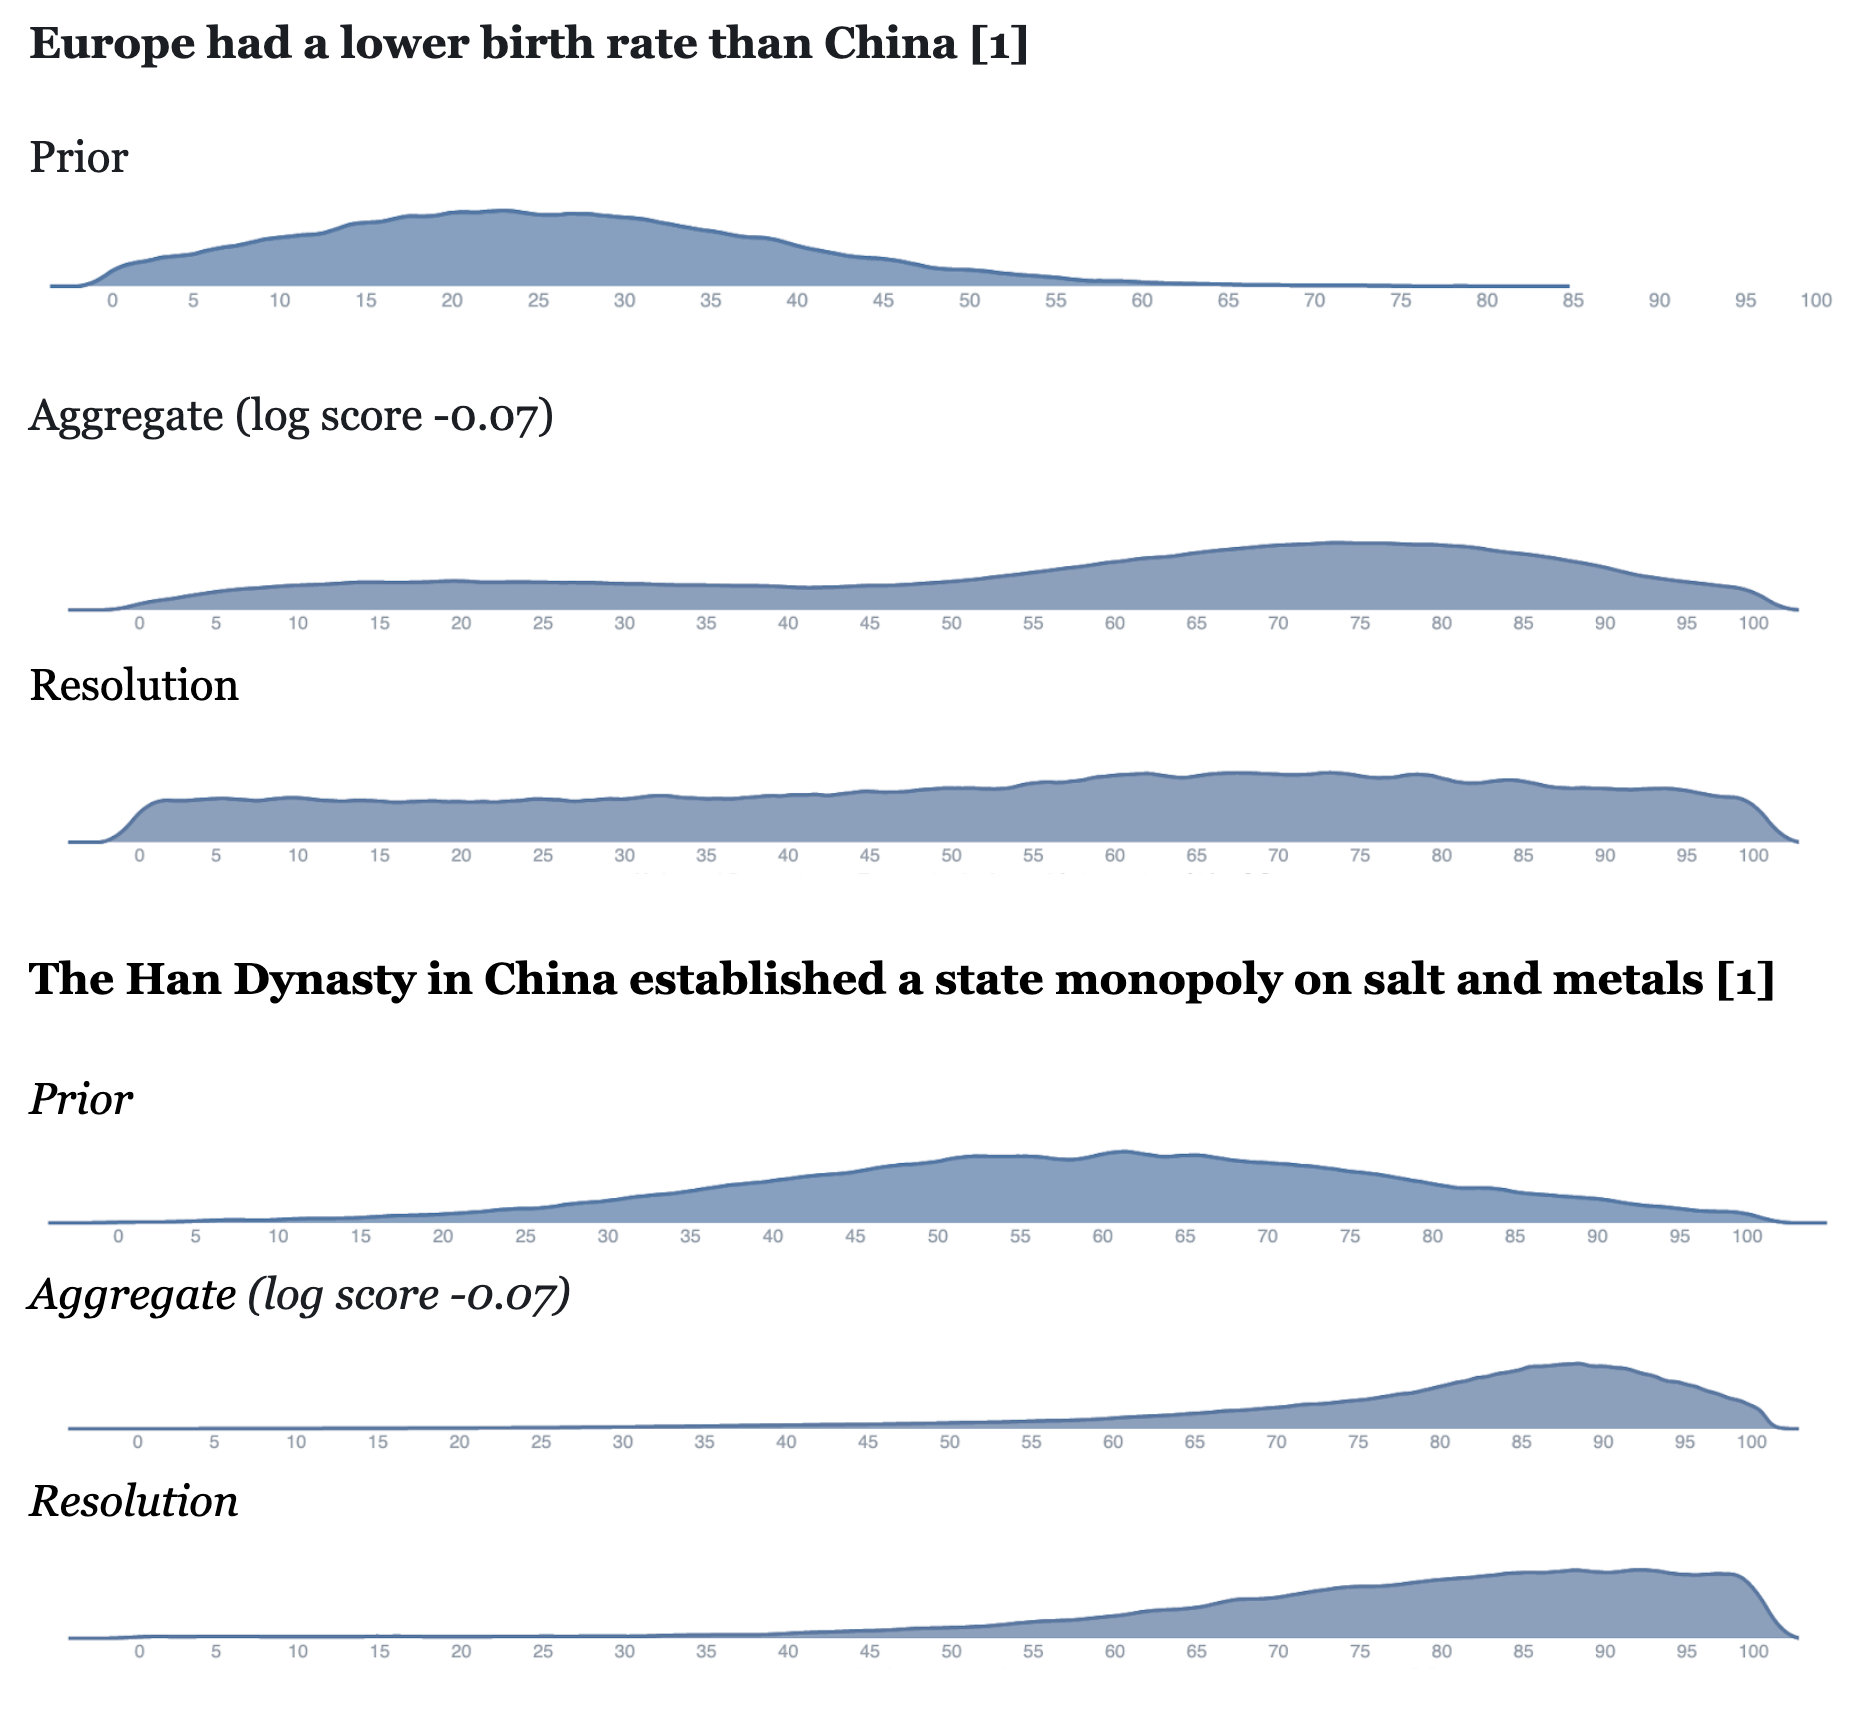 Europe had a lower birth rate than China [1]
Prior
0 5 10 15 20 25 30 35 40 45 50 55 60 65 70 75 80 85 90 95 100
Aggregate (log score -0.07)
0 5 10 15 20 25 30 35 40 45 50 55 60 65 70 75 80 85 90 95 100
Resolution
0 5 10 15 20 25 30 35 40 45 50 55 60 65 70 75 80 85 90 95 100
The Han Dynasty in China established a state monopoly on salt and metals [1]
Prior
0 5 10 15 20 25 30 35 40 45 50 55 60 65 70 75 80 85 90 95 100
Aggregate (log score -0.07)
0 5 10 15 20 25 30 35 40 45 50 55 60 65 70 75 80 85 90 95 100
Resolution
0 5 10 15 20 25 30 35 40 45 50 55 60 65 70 75 80 85 90 95 100